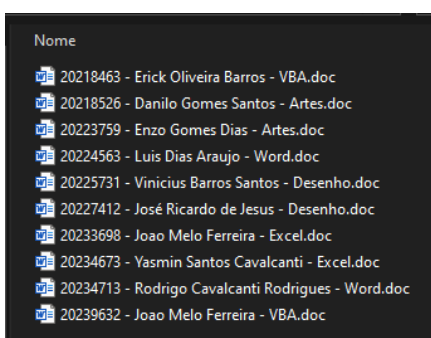 Nome
20218463 - Erick Oliveira Barros - VBA.doc
20218526 - Danilo Gomes Santos - Artes.doc
20223759 - Enzo Gomes Dias - Artes.doc
20224563 - Luis Dias Araujo - Word.doc
20225731 - Vinicius Barros Santos - Desenho.doc
20227412 - José Ricardo de Jesus - Desenho.doc
20233698 - Joao Melo Ferreira - Excel.doc
20234673 - Yasmin Santos Cavalcanti - Excel.doc
20234713 - Rodrigo Cavalcanti Rodrigues - Word.doc
20239632 - Joao Melo Ferreira - VBA.doc